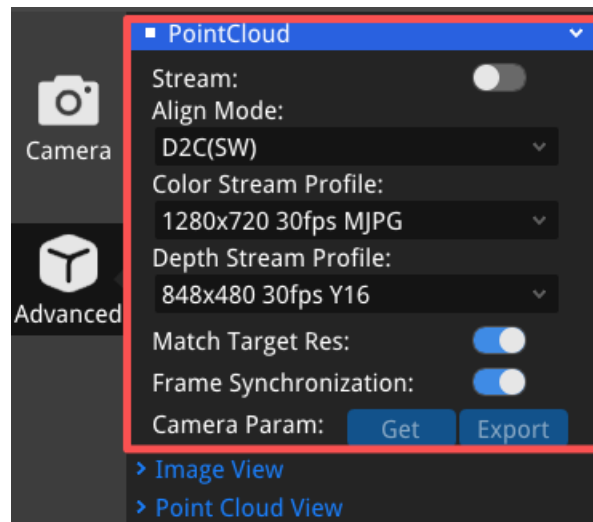 PointCloud
Stream:
Align Mode:
Camera
D2C(SW)
Color Stream Profile:
1280x720 30fps MJPG
Depth Stream Profile:
848x480 30fps Y16
Advanced
Match Target Res:
Frame Synchronization:
Camera Param: Get Export
Image View
Point Cloud View